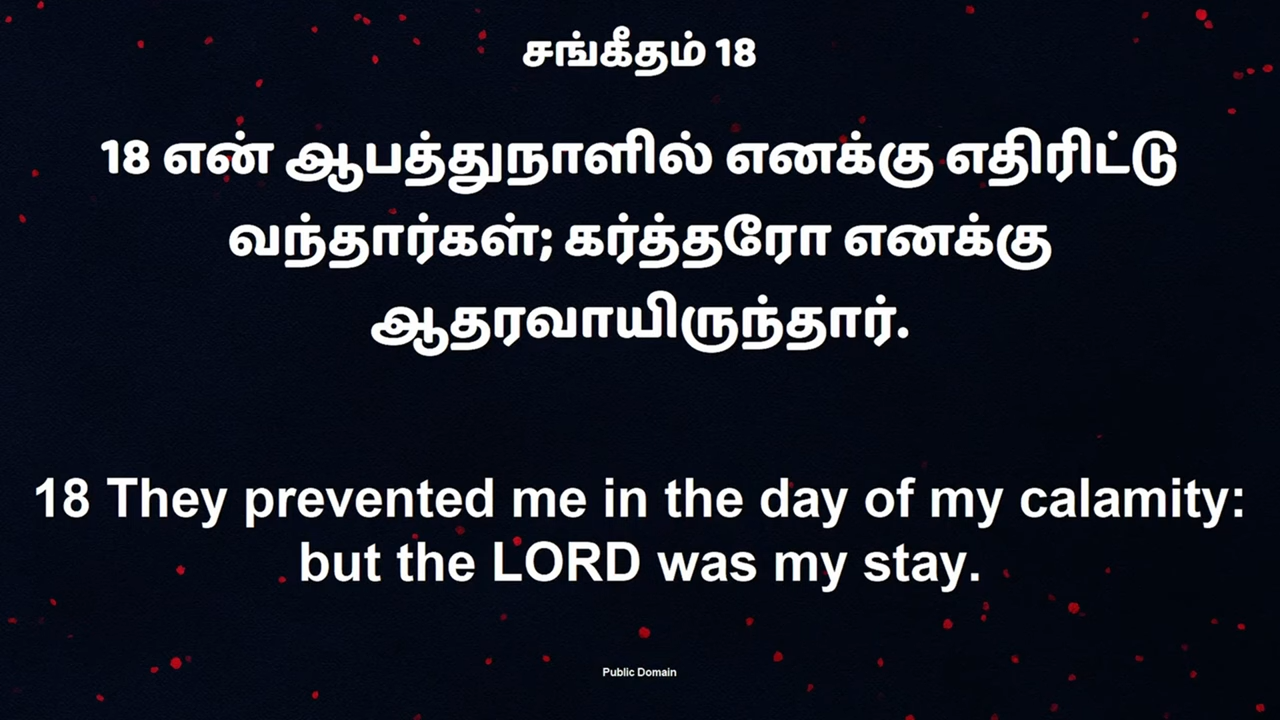 சங்கீதம் 18
18 என் ஆபத்துநாளில் எனக்கு எதிரிட்டு
வந்தார்கள்; கர்த்தரோ எனக்கு
ஆதரவாயிருந்தார்.
18 They prevented me in the day of my calamity:
but the LORD was my stay.
Public Domain